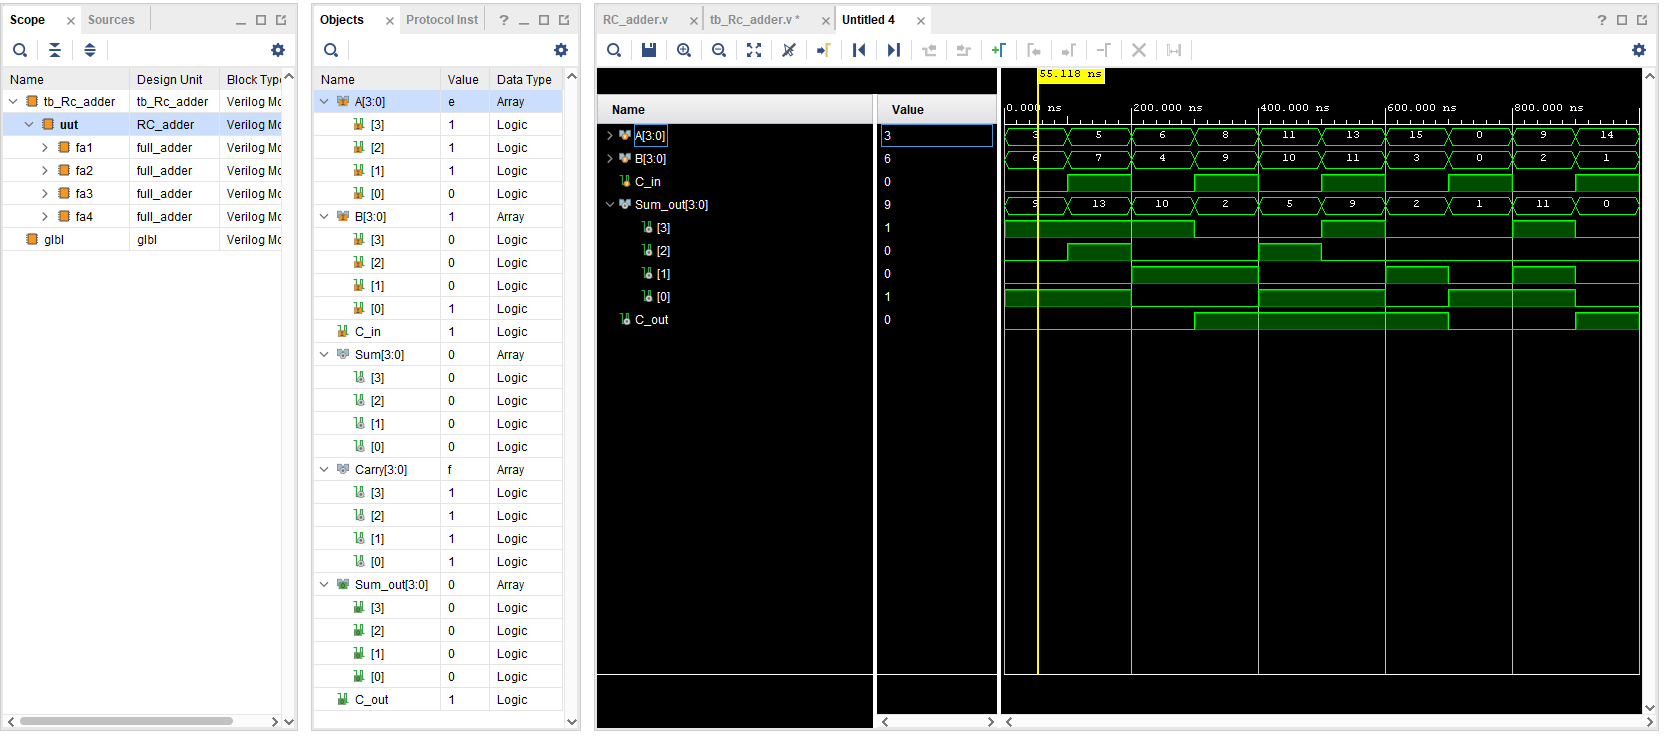 Scope
Sources
Name Design Unit Block Type
tb_Rc_adder tb_Rc_adder Verilog Mo
uut RC_adder Verilog Mo
fa1 full_adder Verilog Mo
fa2 full_adder Verilog Mo
fa3 full_adder Verilog Mo
fa4 full_adder Verilog Mo
glbl glbl Verilog Mo
Objects
Protocol Inst
Name Value Data Type
A[3:0] e Array
[3] 1 Logic
[2] 1 Logic
[1] 1 Logic
[0] 0 Logic
B[3:0] 1 Array
[3] 0 Logic
[2] 0 Logic
[1] 0 Logic
[0] 1 Logic
C_in 1 Logic
Sum[3:0] 0 Array
[3] 0 Logic
[2] 0 Logic
[1] 0 Logic
[0] 0 Logic
Carry[3:0] f Array
[3] 1 Logic
[2] 1 Logic
[1] 1 Logic
[0] 1 Logic
Sum_out[3:0] 0 Array
[3] 0 Logic
[2] 0 Logic
[1] 0 Logic
[0] 0 Logic
C_out 1 Logic
RC_adder.v
tb_Rc_adder.v *
Untitled 4
55.118 ns
Name Value
0.000 ns 200.000 ns 400.000 ns 600.000 ns 800.000 ns
A[3:0] 3 3 5 6 8 11 13 15 0 9 14
B[3:0] 6 6 7 4 9 10 11 3 0 2 1
C_in 0
Sum_out[3:0] 9 9 13 10 2 5 9 2 1 11 0
[3] 1
[2] 0
[1] 0
[0] 1
C_out 0